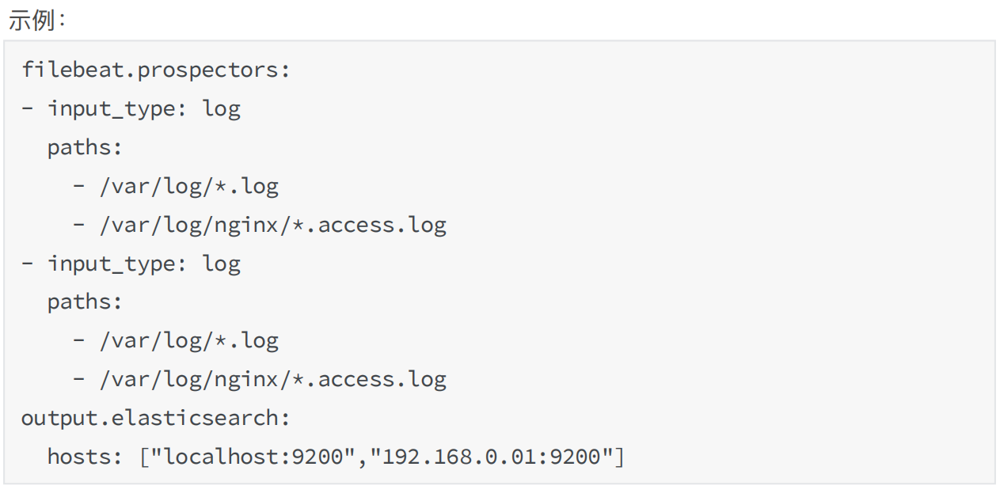 示例：
filebeat.prospectors:
- input_type: log
  paths:
    - /var/log/*.log
    - /var/log/nginx/*.access.log
- input_type: log
  paths:
    - /var/log/*.log
    - /var/log/nginx/*.access.log
output.elasticsearch:
  hosts: ["localhost:9200","192.168.0.01:9200"]